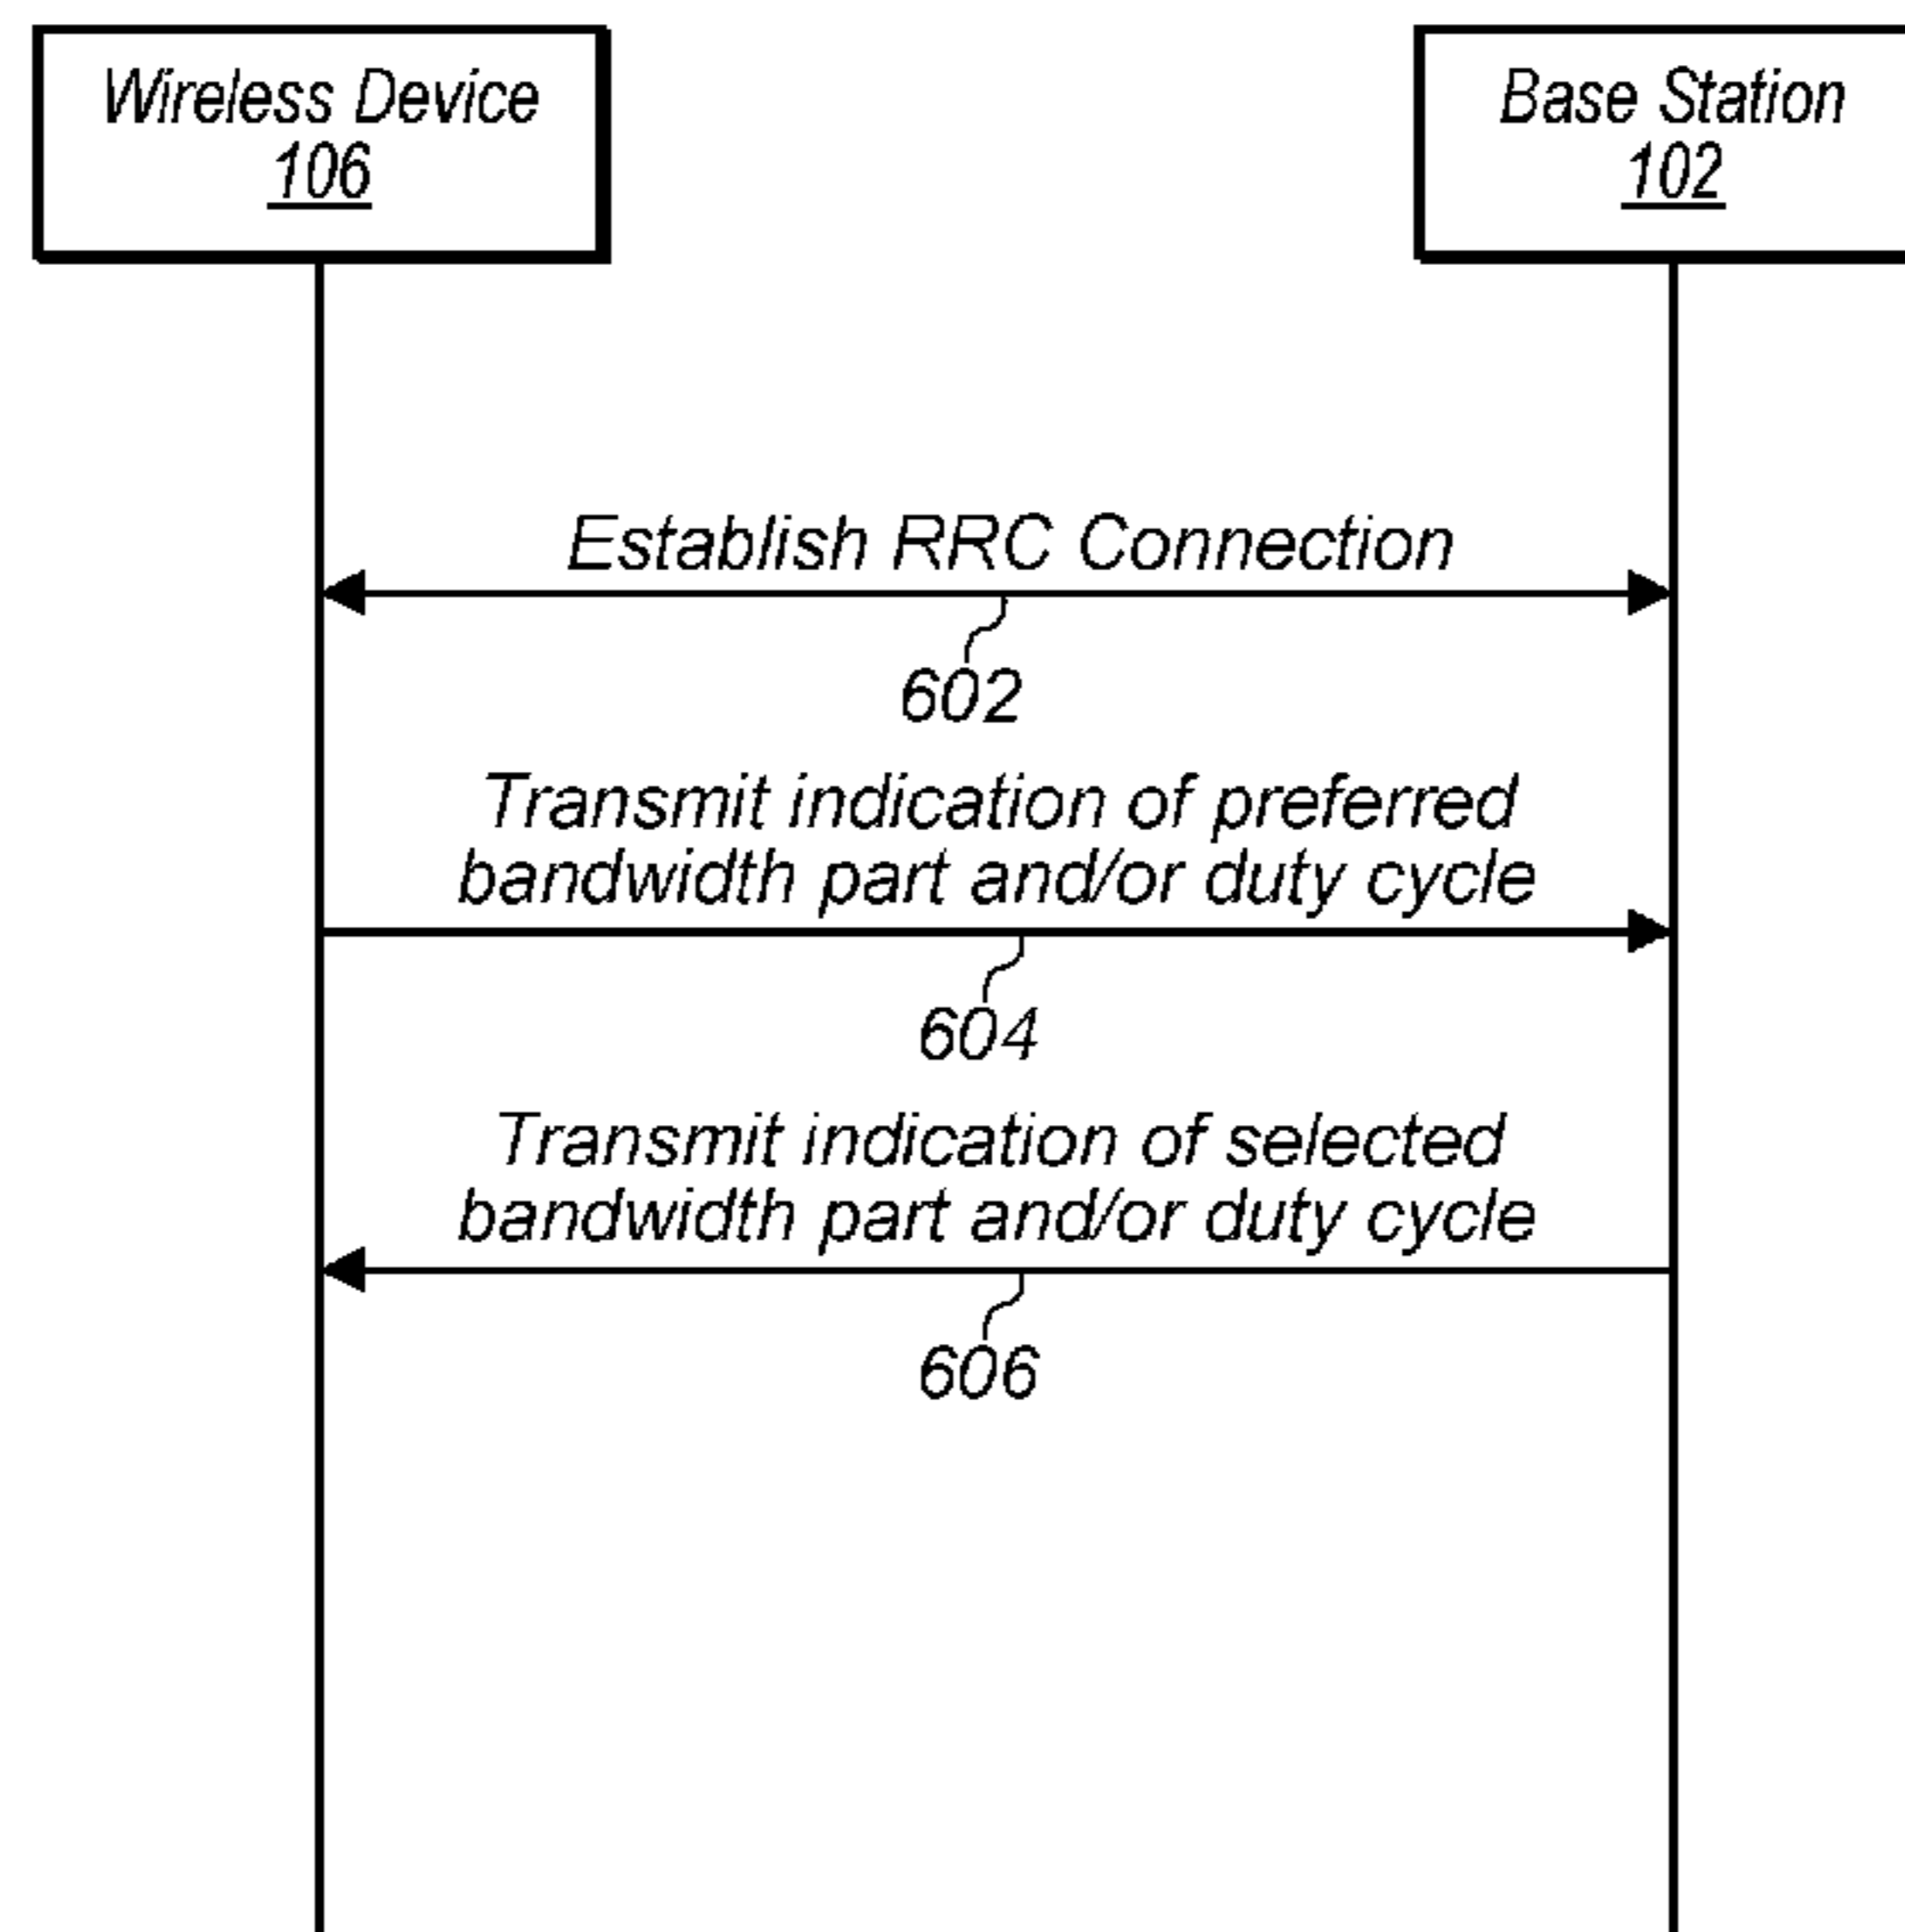 Wireless Device
106
Base Station
102
Establish RRC Connection
602
Transmit indication of preferred
bandwidth part and/or duty cycle
604
Transmit indication of selected
bandwidth part and/or duty cycle
606